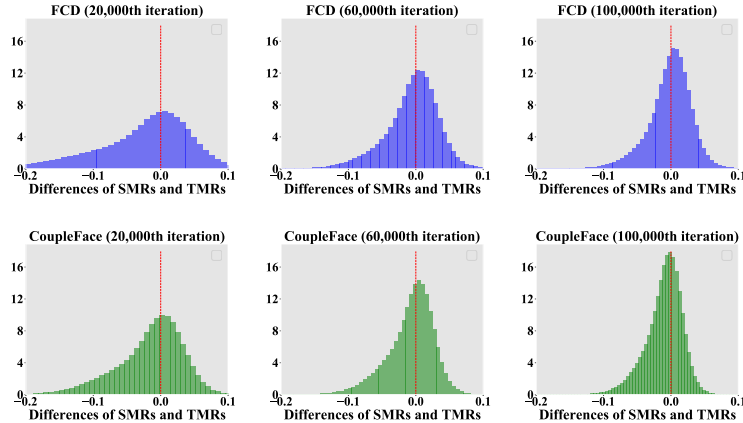 FCD (20,000th iteration) FCD (60,000th iteration) FCD (100,000th iteration)
16 16 16
12 12 12
8 8 8
4 4 4
0 0 0
−0.2 −0.1 0.0 0.1 −0.2 −0.1 0.0 0.1 −0.2 −0.1 0.0 0.1
Differences of SMRs and TMRs Differences of SMRs and TMRs Differences of SMRs and TMRs
CoupleFace (20,000th iteration) CoupleFace (60,000th iteration) CoupleFace (100,000th iteration)
16 16 16
12 12 12
8 8 8
4 4 4
0 0 0
−0.2 −0.1 0.0 0.1 −0.2 −0.1 0.0 0.1 −0.2 −0.1 0.0 0.1
Differences of SMRs and TMRs Differences of SMRs and TMRs Differences of SMRs and TMRs